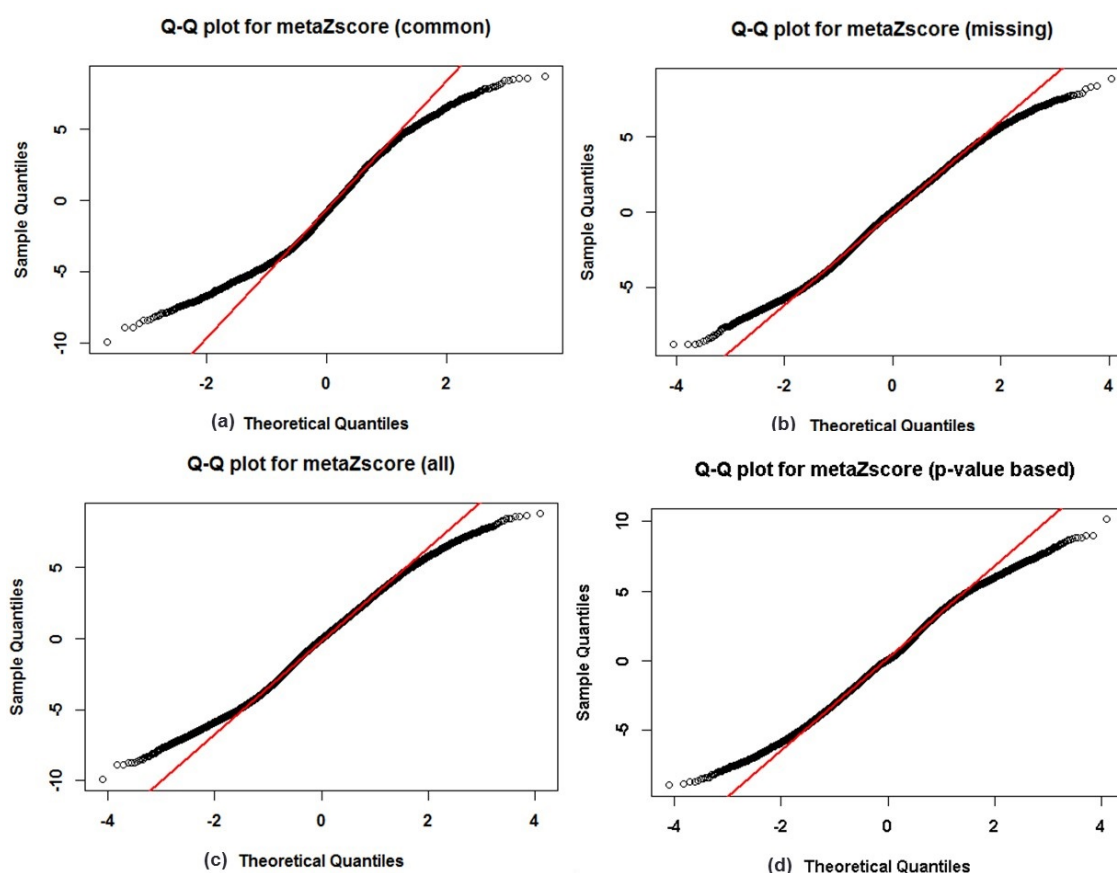 Q-Q plot for metaZscore (common)
Sample Quantiles
5
0
-5
-10
-2
0
2
(a) Theoretical Quantiles
Q-Q plot for metaZscore (missing)
Sample Quantiles
5
0
-5
-4
-2
0
2
4
(b) Theoretical Quantiles
Q-Q plot for metaZscore (all)
Sample Quantiles
5
0
-5
-10
-4
-2
0
2
4
(c) Theoretical Quantiles
Q-Q plot for metaZscore (p-value based)
Sample Quantiles
10
5
0
-5
-4
-2
0
2
4
(d) Theoretical Quantiles